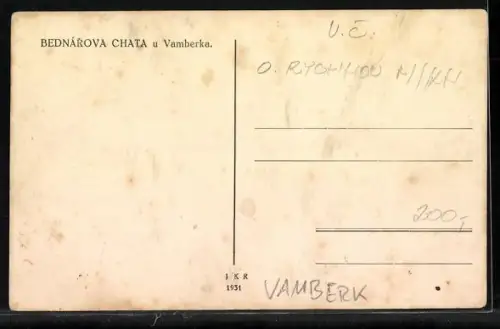 BEDNÁŘOVA CHATA u Vamberka.
V.Č.
O. RYCHNOV N/KN
200,-
J K R
1931
VAMBERK